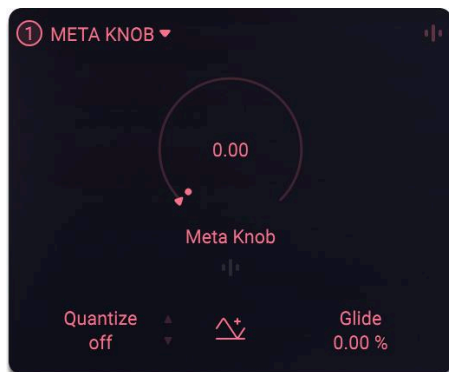 1 META KNOB
0.00
Meta Knob
Quantize
off
Glide
0.00 %